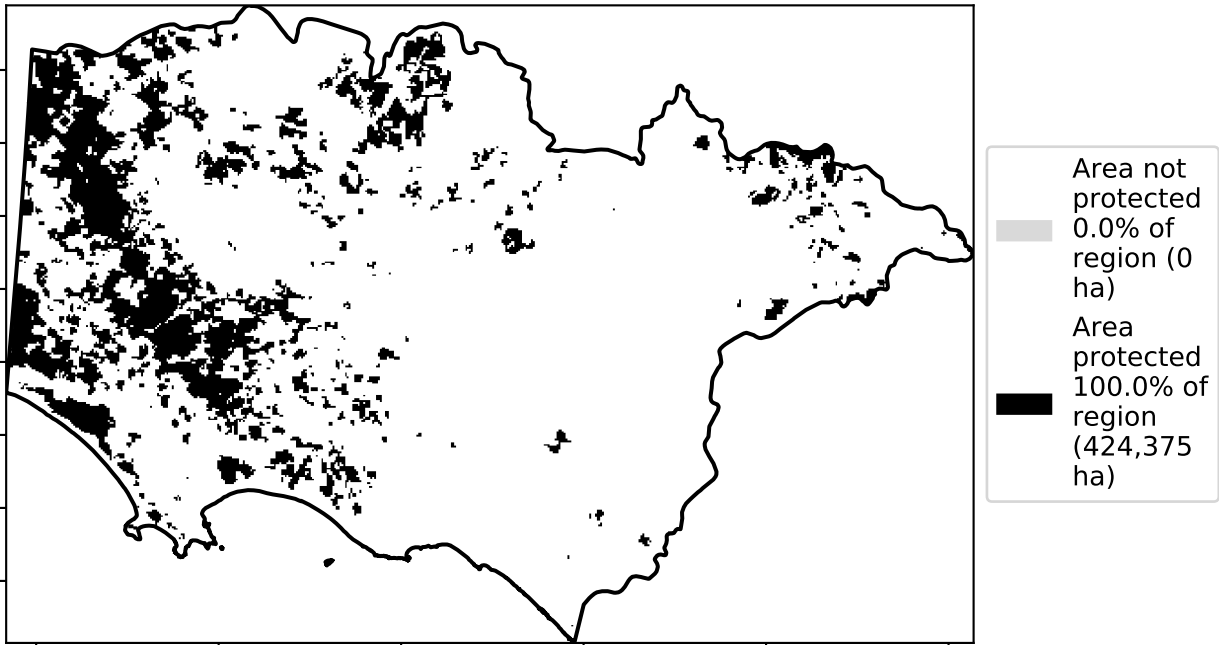 Area not
protected
0.0% of
region (0
ha)
Area
protected
100.0% of
region
(424,375
ha)